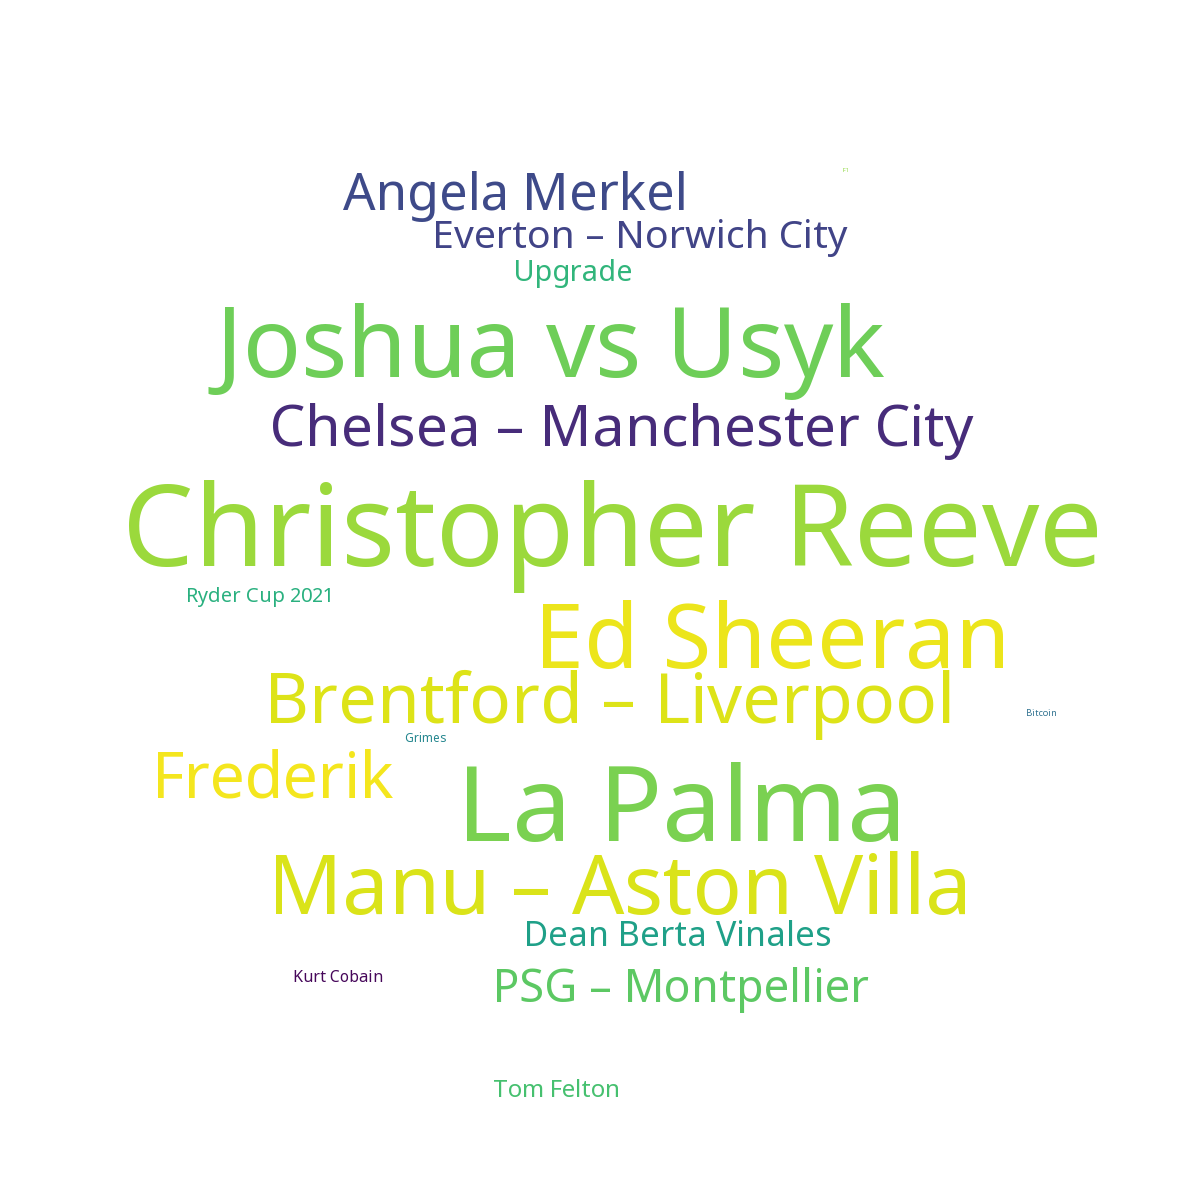 Angela Merkel
Everton – Norwich City
Upgrade
Joshua vs Usyk
Chelsea – Manchester City
Christopher Reeve
Ryder Cup 2021
Ed Sheeran
Brentford – Liverpool
Bitcoin
Grimes
Frederik
La Palma
Manu – Aston Villa
Dean Berta Vinales
Kurt Cobain
PSG – Montpellier
Tom Felton